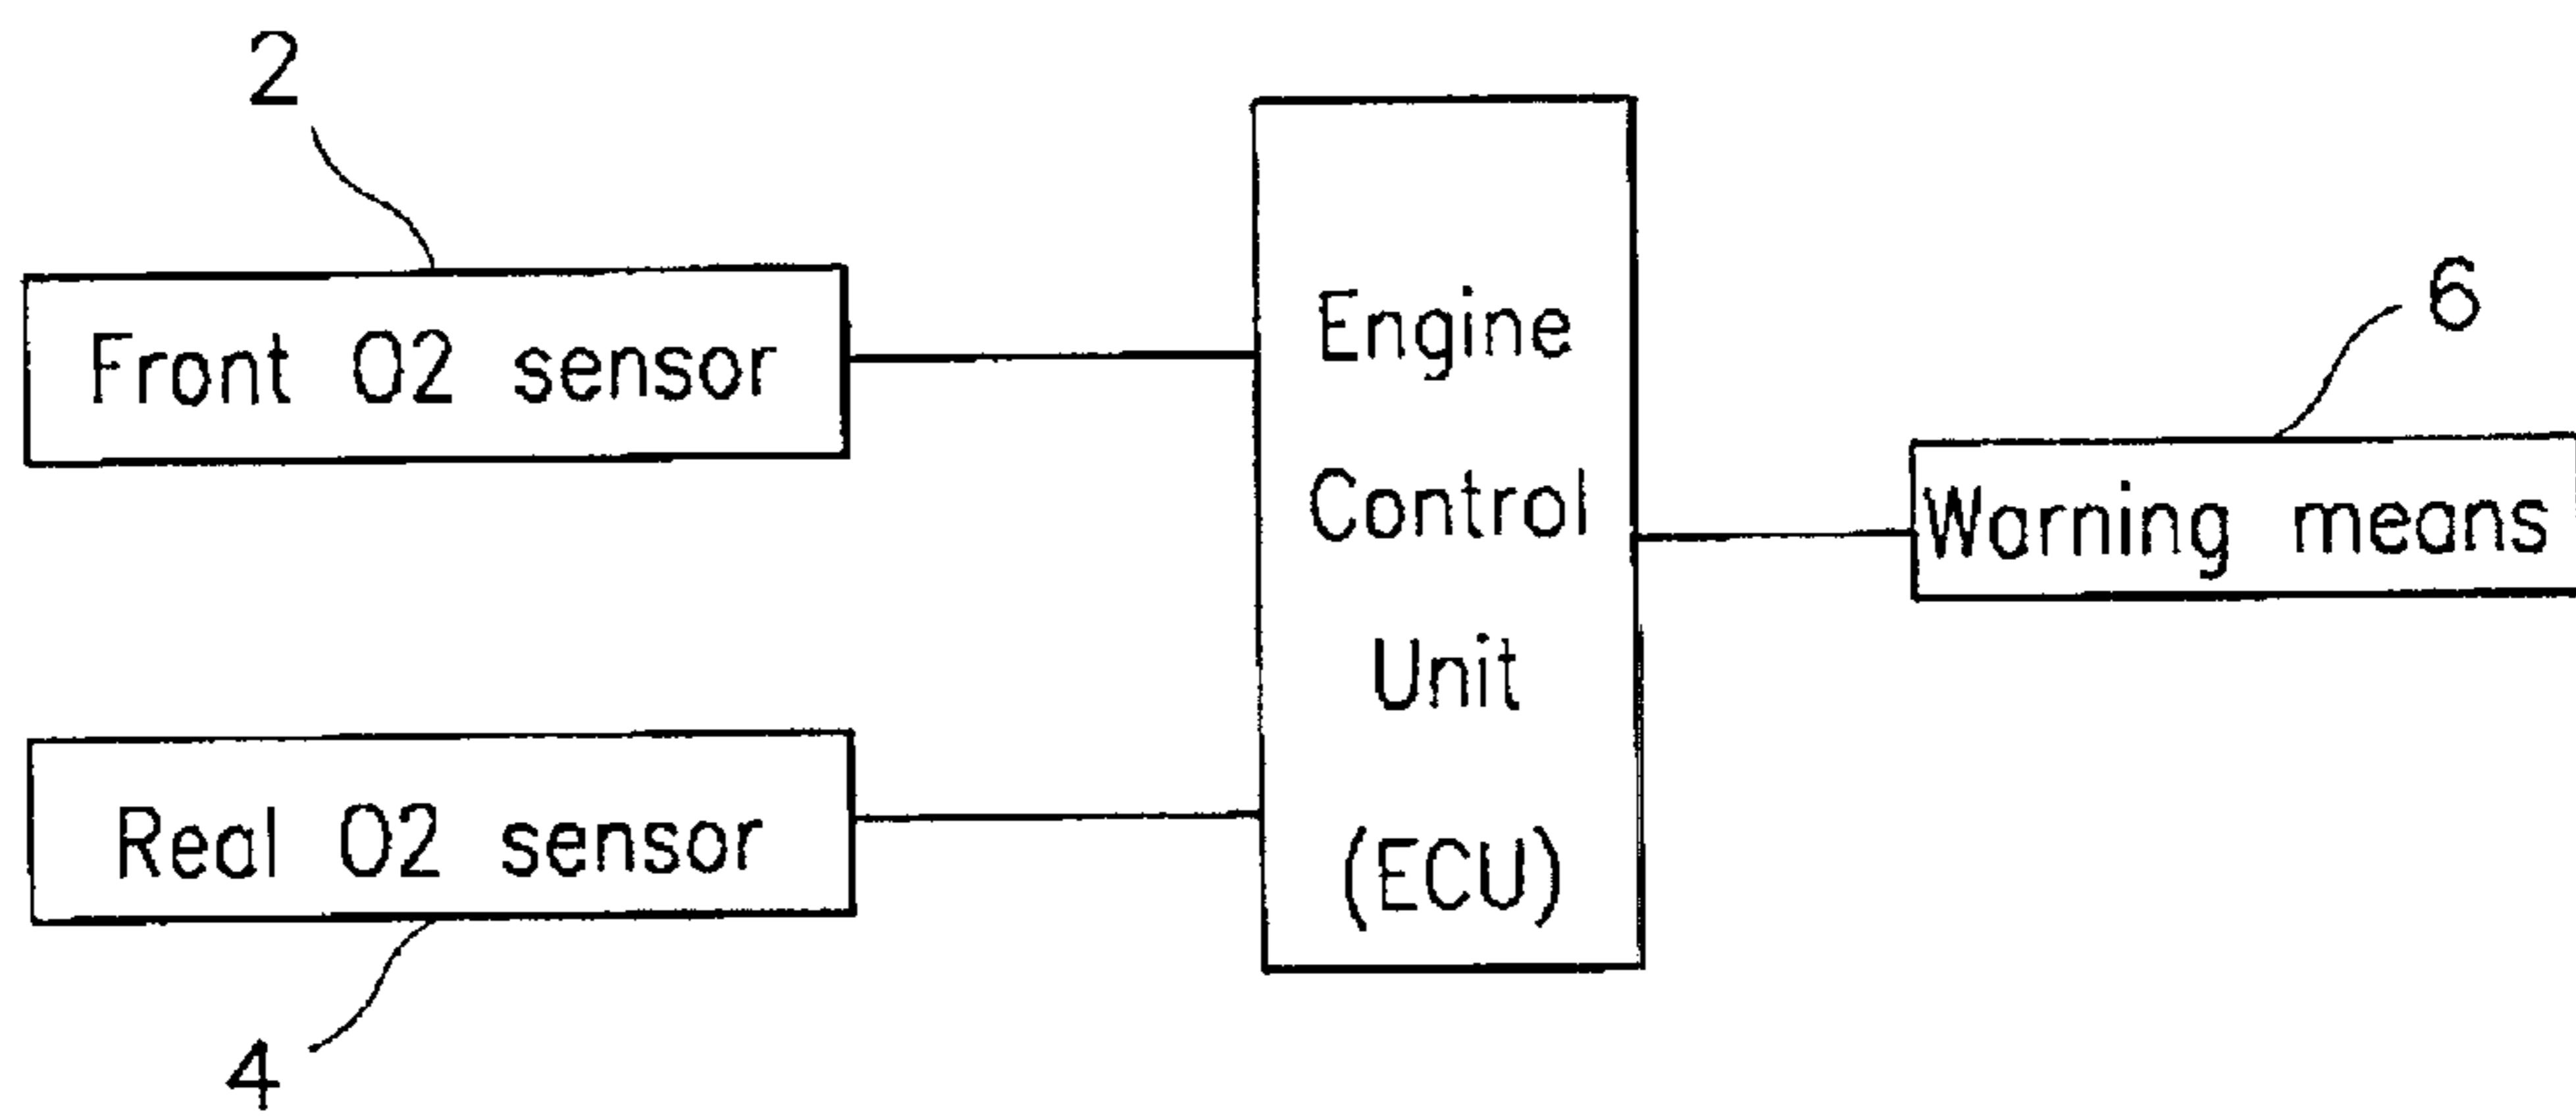 2
Front O2 sensor
Real O2 sensor
4
Engine
Control
Unit
(ECU)
6
Warning means